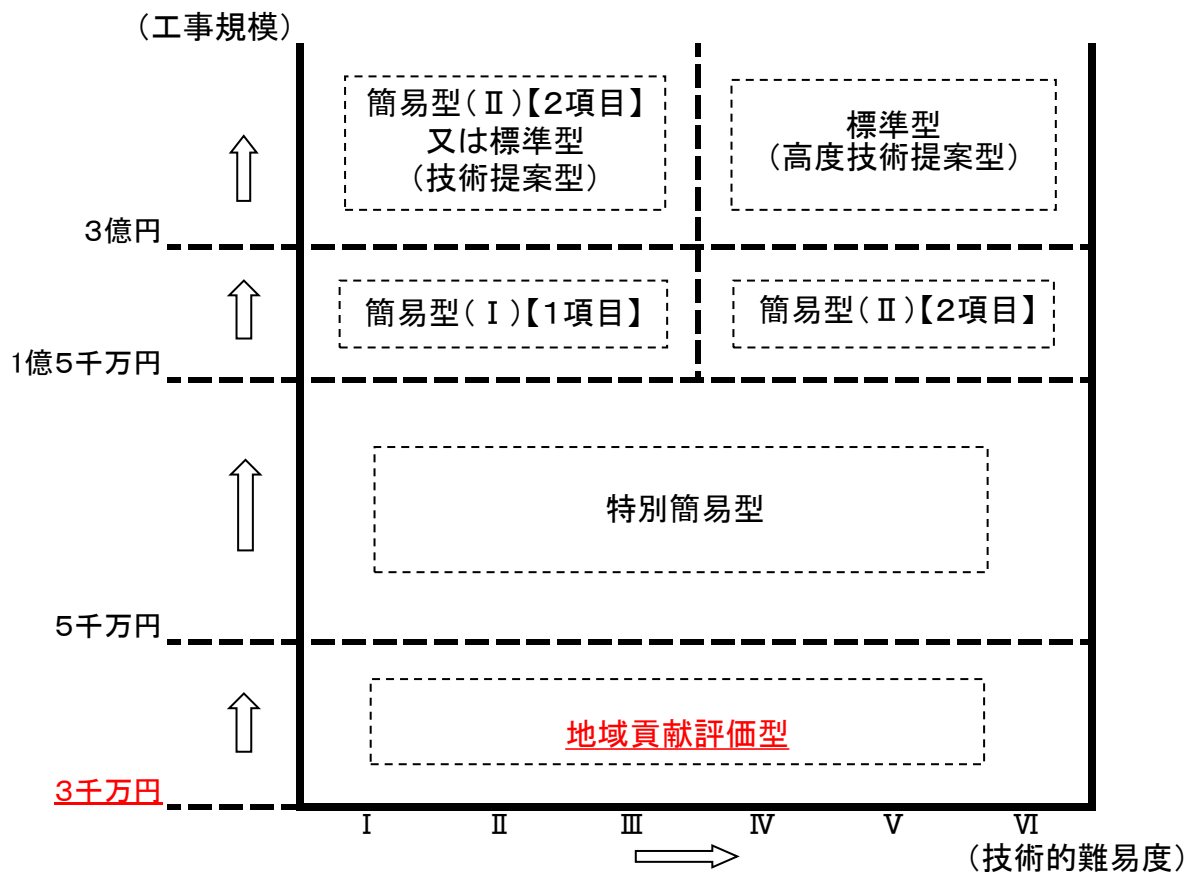 （工事規模）
簡易型（Ⅱ）【２項目】
又は標準型
（技術提案型）
標準型
（高度技術提案型）
３億円
簡易型（Ⅰ）【１項目】
簡易型（Ⅱ）【２項目】
１億５千万円
特別簡易型
５千万円
地域貢献評価型
３千万円
Ⅰ Ⅱ Ⅲ Ⅳ Ⅴ Ⅵ
（技術的難易度）